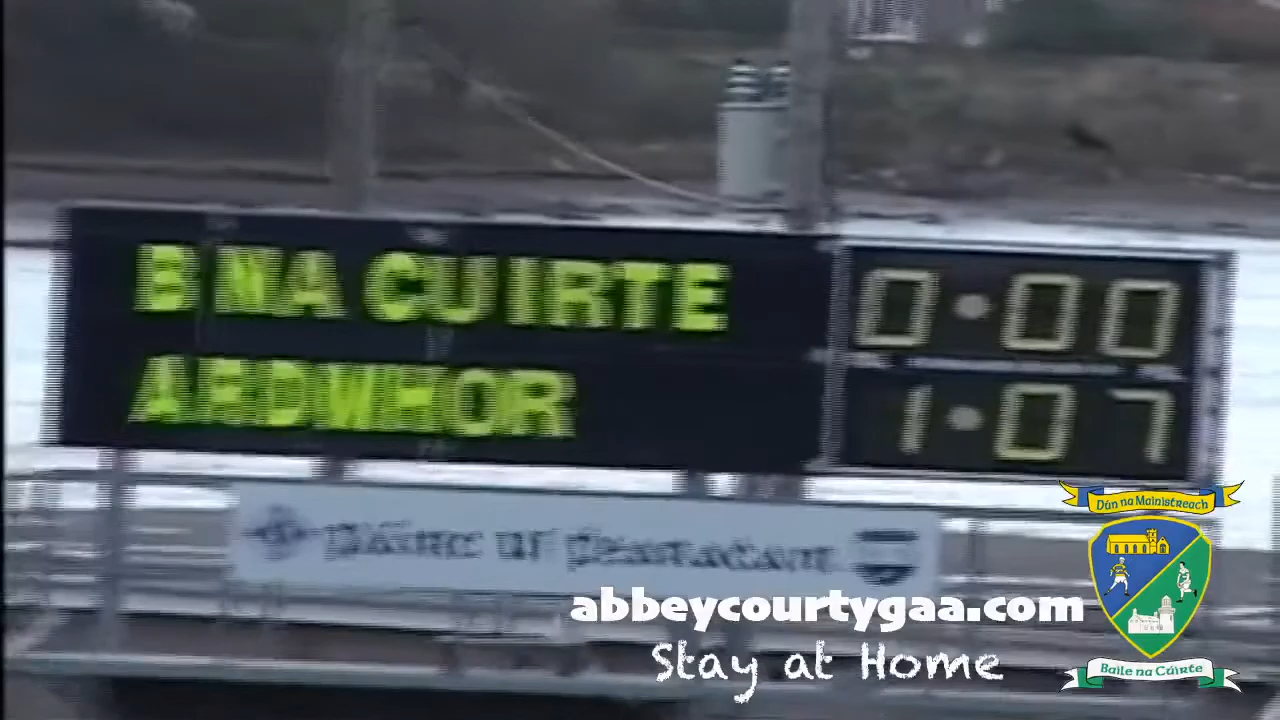 B NA CUIRTE 0·00
ARDMHOR 1·07
abbeycourtygaa.com
Stay at Home
Dún na Mainistreach
Baile na Cúirte